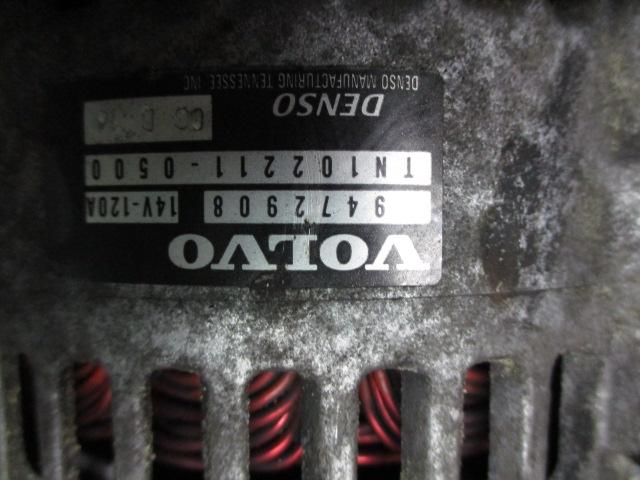 VOLVO
9472908 14V-120A
TN102211-0500
DENSO
DENSO MANUFACTURING TENNESSEE, INC